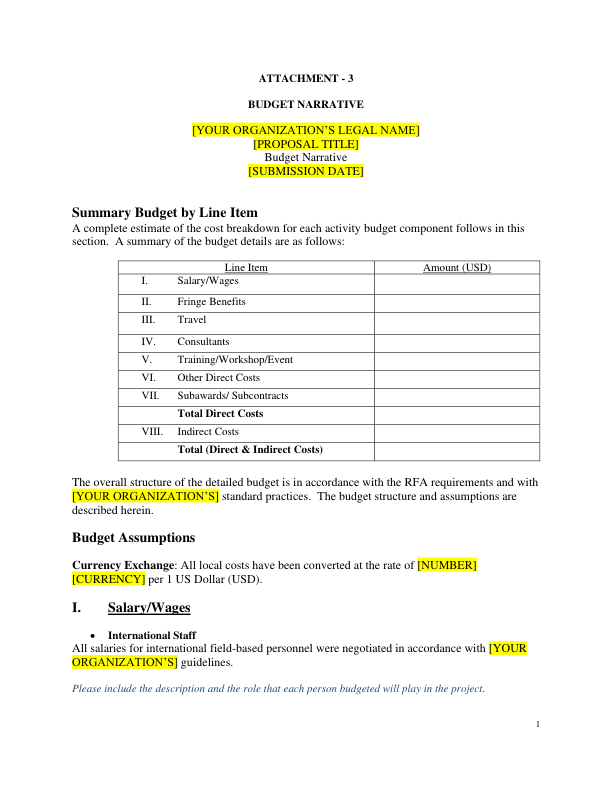 ATTACHMENT - 3
BUDGET NARRATIVE
[YOUR ORGANIZATION’S LEGAL NAME]
[PROPOSAL TITLE]
Budget Narrative
[SUBMISSION DATE]
Summary Budget by Line Item
A complete estimate of the cost breakdown for each activity budget component follows in this
section.  A summary of the budget details are as follows:
Line Item Amount (USD)
I. Salary/Wages
II. Fringe Benefits
III. Travel
IV. Consultants
V. Training/Workshop/Event
VI. Other Direct Costs
VII. Subawards/ Subcontracts
Total Direct Costs
VIII. Indirect Costs
Total (Direct & Indirect Costs)
The overall structure of the detailed budget is in accordance with the RFA requirements and with
[YOUR ORGANIZATION’S] standard practices.  The budget structure and assumptions are
described herein.
Budget Assumptions
Currency Exchange: All local costs have been converted at the rate of [NUMBER]
[CURRENCY] per 1 US Dollar (USD).
I. Salary/Wages
• International Staff
All salaries for international field-based personnel were negotiated in accordance with [YOUR
ORGANIZATION’S] guidelines.
Please include the description and the role that each person budgeted will play in the project.
1